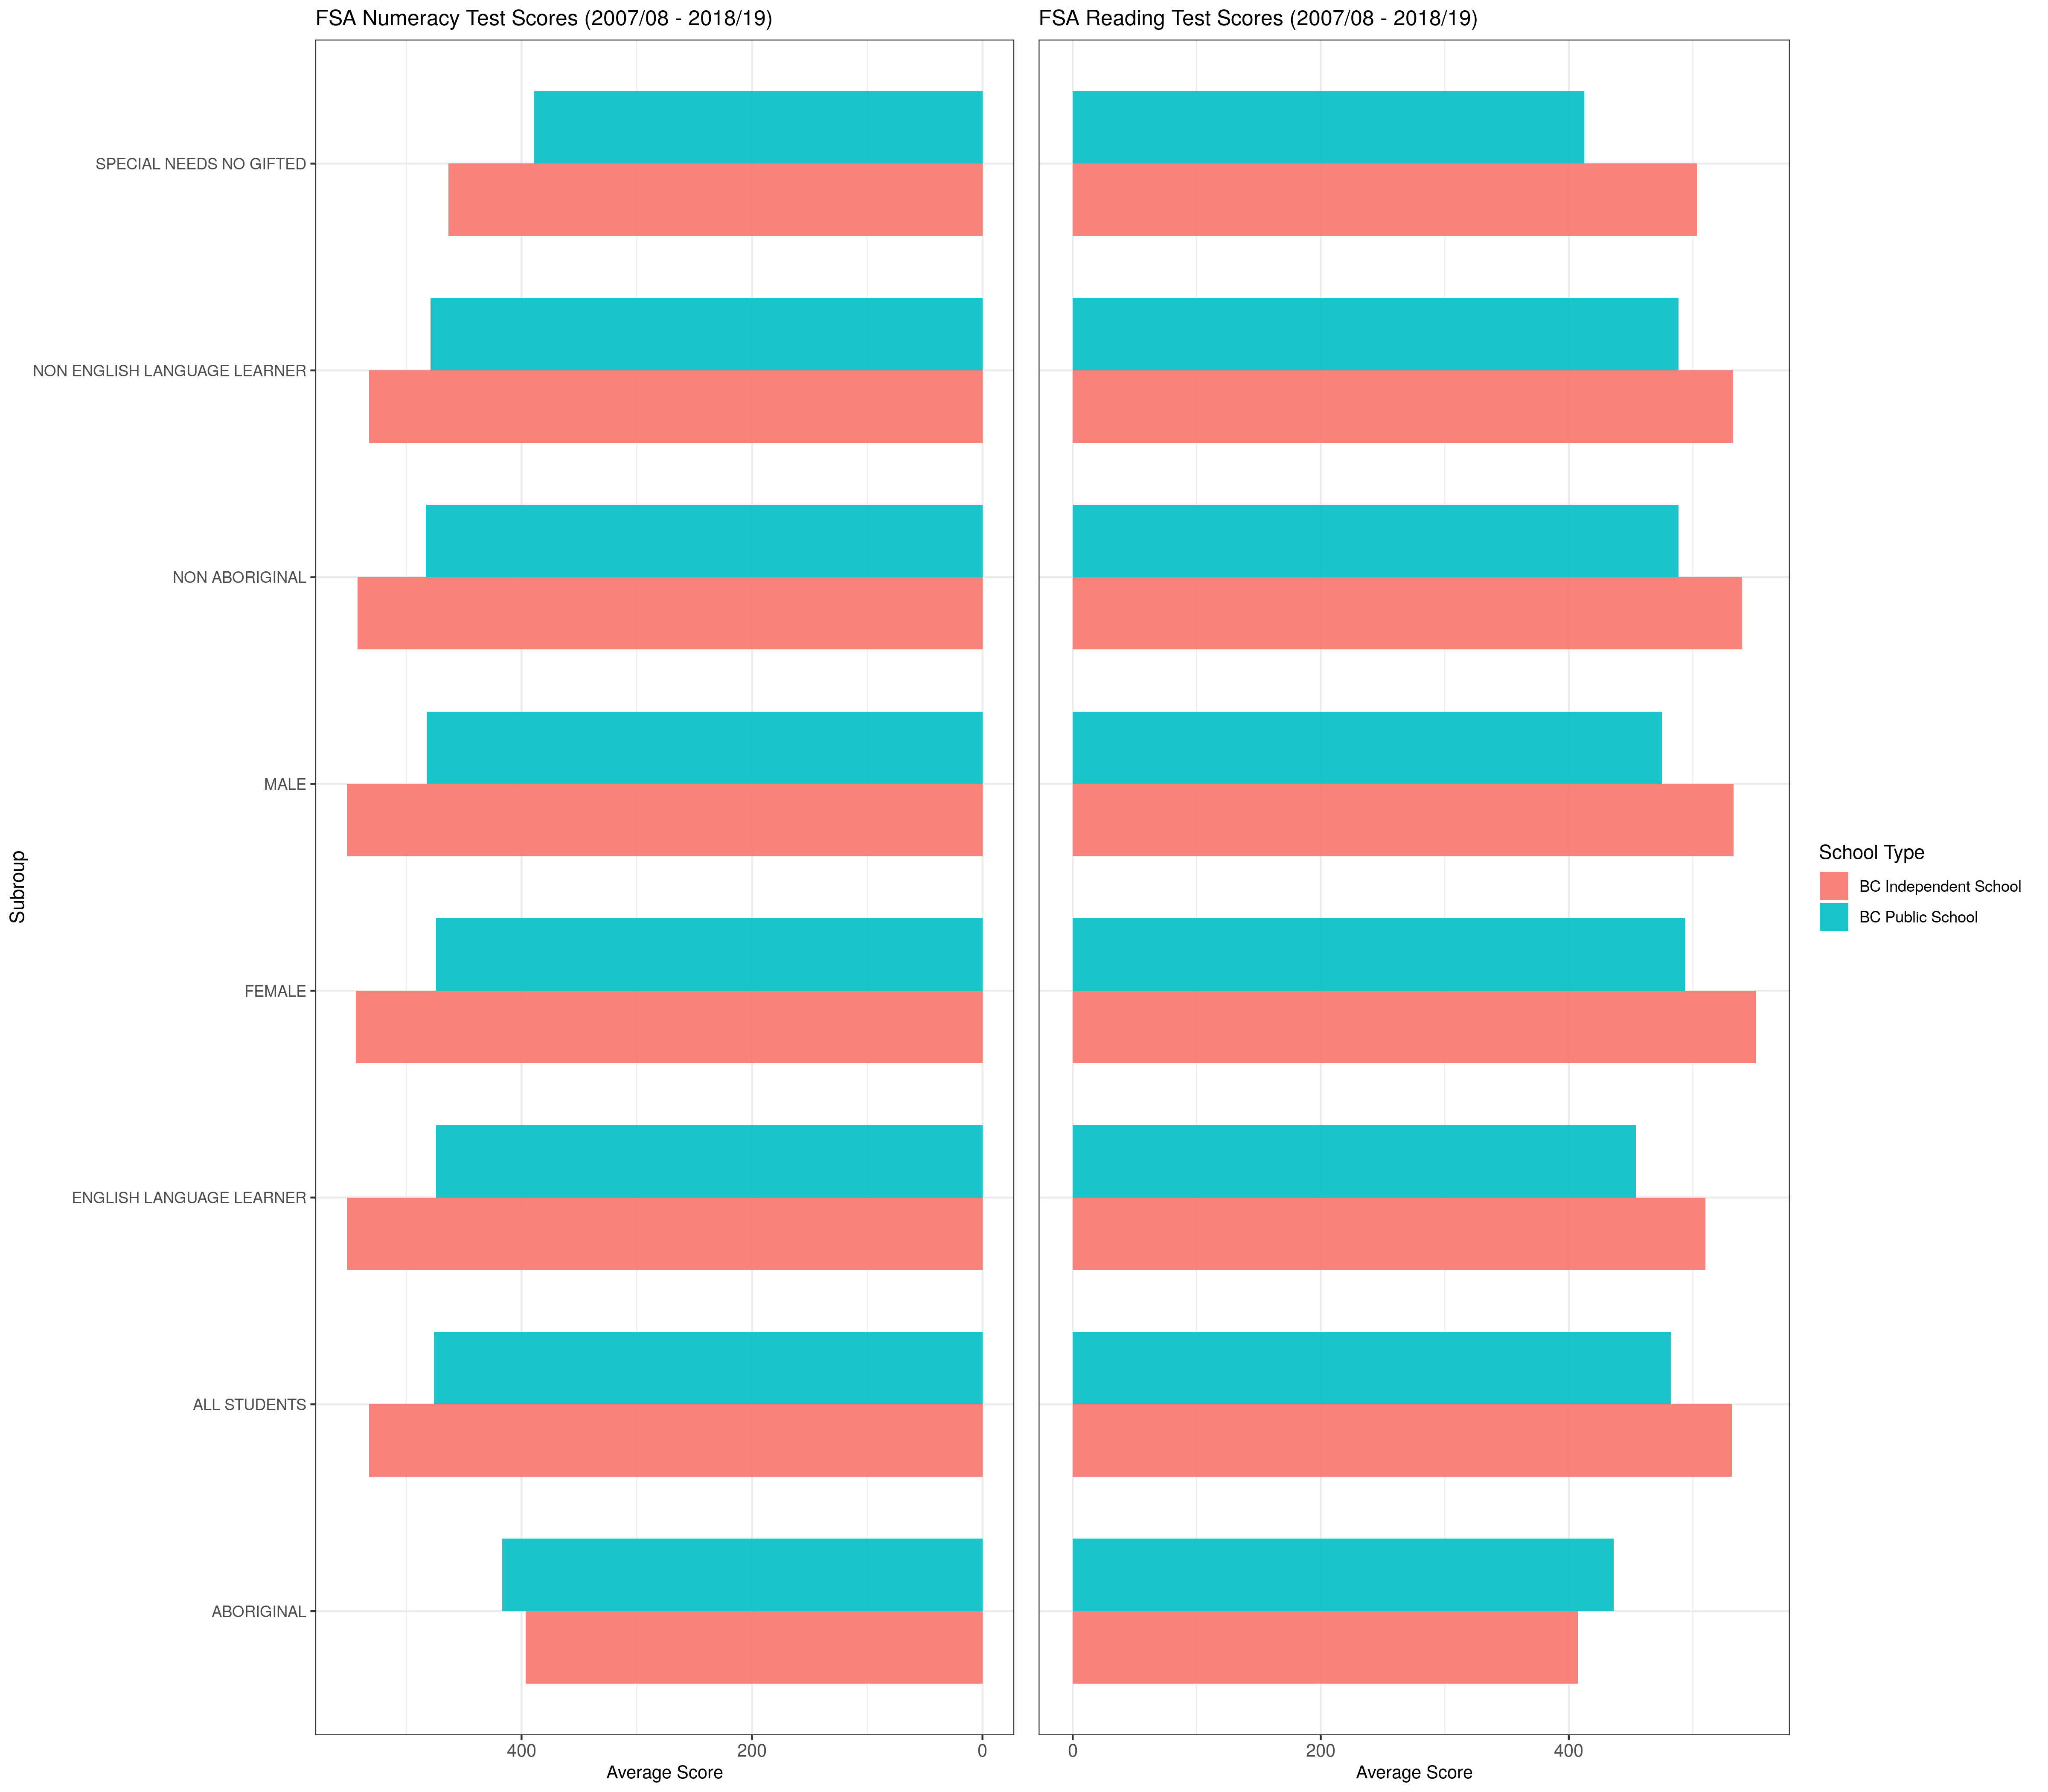 FSA Numeracy Test Scores (2007/08 - 2018/19)
FSA Reading Test Scores (2007/08 - 2018/19)
Subroup
SPECIAL NEEDS NO GIFTED
NON ENGLISH LANGUAGE LEARNER
NON ABORIGINAL
MALE
FEMALE
ENGLISH LANGUAGE LEARNER
ALL STUDENTS
ABORIGINAL
400 200 0
Average Score
0 200 400
Average Score
School Type
BC Independent School
BC Public School